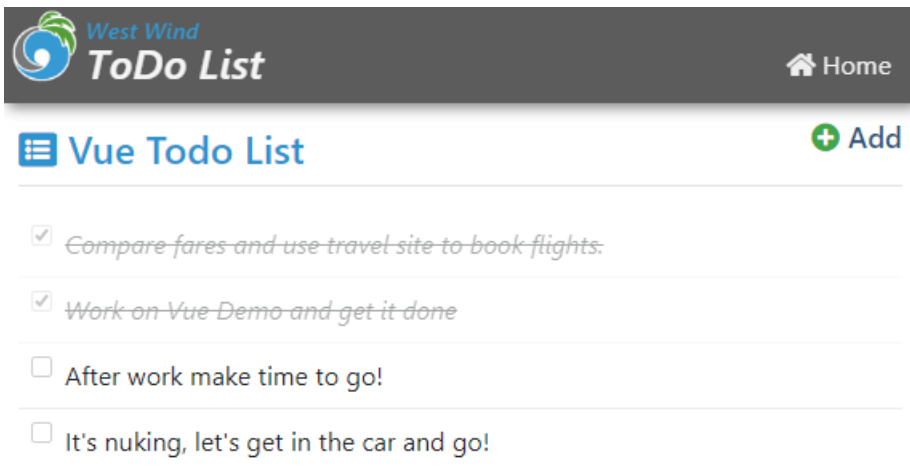 West Wind
ToDo List
Home
Vue Todo List
Add
Compare fares and use travel site to book flights.
Work on Vue Demo and get it done
After work make time to go!
It's nuking, let's get in the car and go!